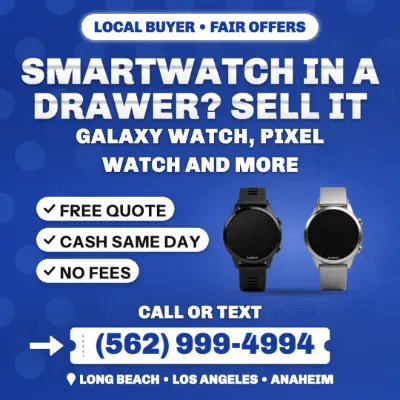 LOCAL BUYER • FAIR OFFERS
SMARTWATCH IN A
DRAWER? SELL IT
GALAXY WATCH, PIXEL
WATCH AND MORE
✓ FREE QUOTE
✓ CASH SAME DAY
✓ NO FEES
CALL OR TEXT
(562) 999-4994
LONG BEACH • LOS ANGELES • ANAHEIM